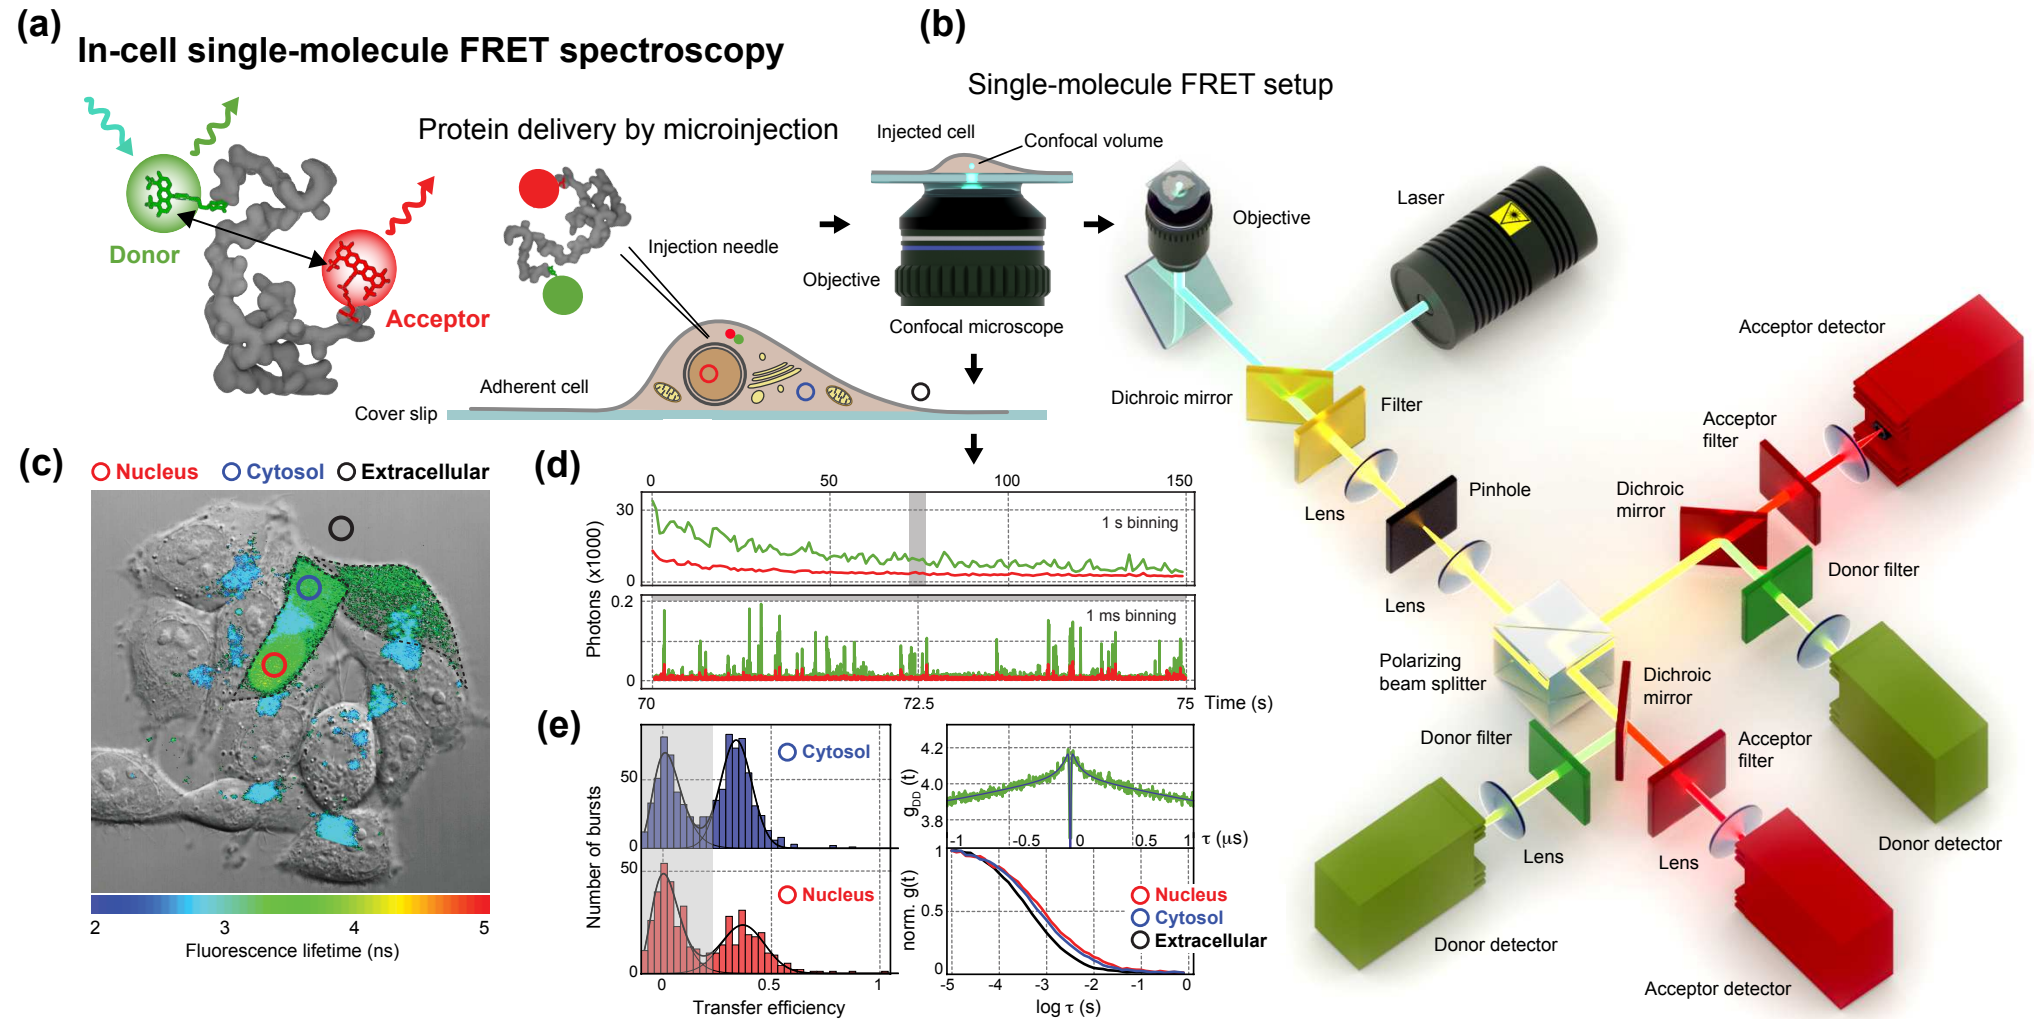 (a)
In-cell single-molecule FRET spectroscopy
Donor
Acceptor
Protein delivery by microinjection
Injection needle
Adherent cell
Cover slip
Injected cell
Confocal volume
Objective
Confocal microscope
(b)
Single-molecule FRET setup
Objective
Laser
Dichroic mirror
Filter
Lens
Pinhole
Lens
Polarizing
beam splitter
Acceptor detector
Acceptor
filter
Dichroic
mirror
Donor filter
Dichroic
mirror
Donor filter
Acceptor
filter
Lens
Lens
Donor detector
Donor detector
Acceptor detector
(c)
Nucleus Cytosol Extracellular
2 3 4 5
Fluorescence lifetime (ns)
(d)
0 50 100 150
30
0
1 s binning
Photons (x1000)
0.2
0
1 ms binning
70 72.5 75 Time (s)
(e)
Number of bursts
50
0
Cytosol
50
0
Nucleus
0 0.5 1
Transfer efficiency
gDD (t)
4.2
4.0
3.8
-1 -0.5 0 0.5 1
τ (μs)
norm. g(t)
1
0.5
0
Nucleus
Cytosol
Extracellular
-5 -4 -3 -2 -1 0
log τ (s)